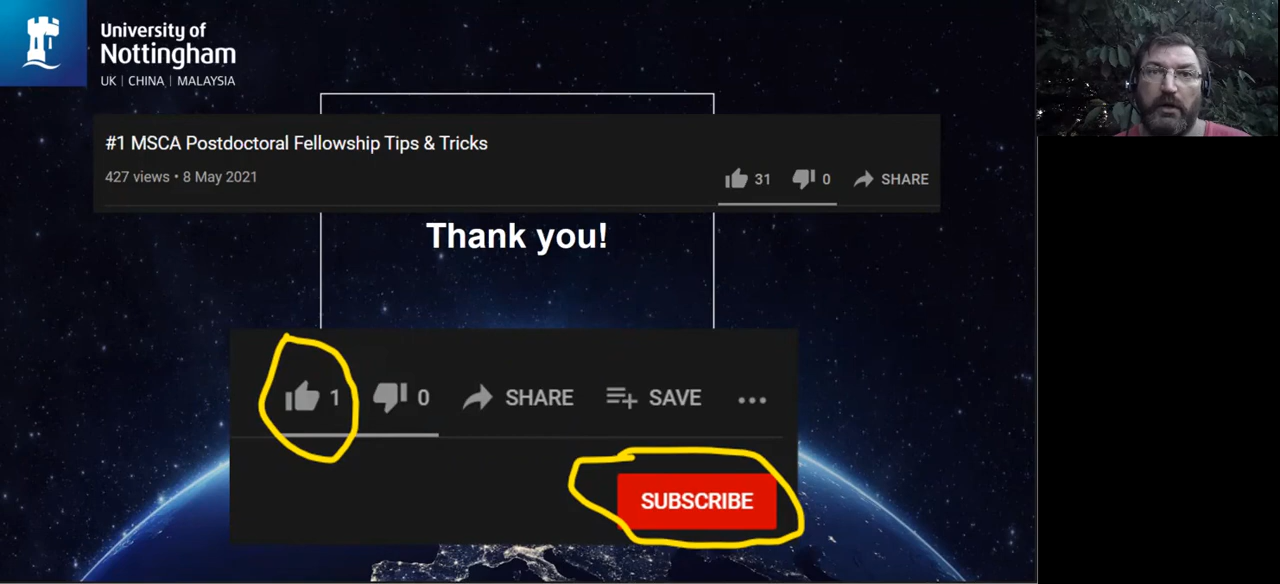 University of
Nottingham
UK | CHINA | MALAYSIA
#1 MSCA Postdoctoral Fellowship Tips & Tricks
427 views • 8 May 2021
31 0 SHARE
Thank you!
1 0 SHARE SAVE ...
SUBSCRIBE